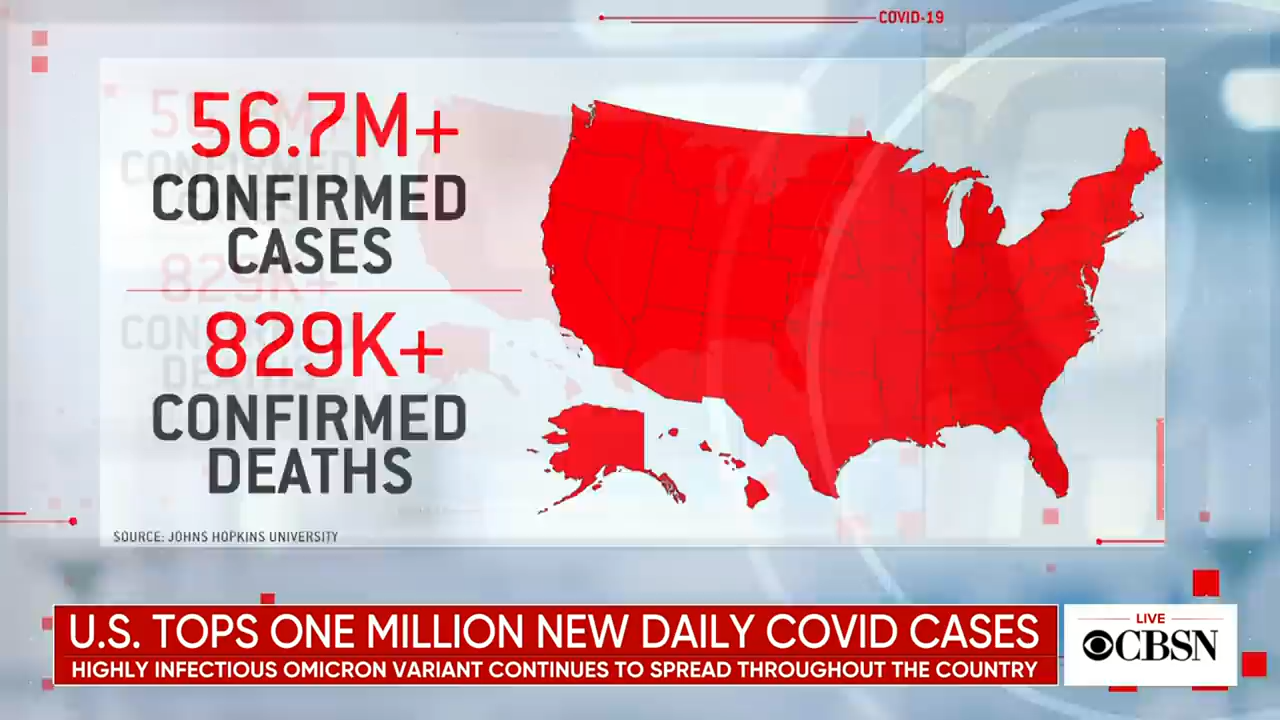 COVID-19
56.7M+
CONFIRMED
CASES
829K+
CONFIRMED
DEATHS
SOURCE: JOHNS HOPKINS UNIVERSITY
U.S. TOPS ONE MILLION NEW DAILY COVID CASES
HIGHLY INFECTIOUS OMICRON VARIANT CONTINUES TO SPREAD THROUGHOUT THE COUNTRY
LIVE
CBSN